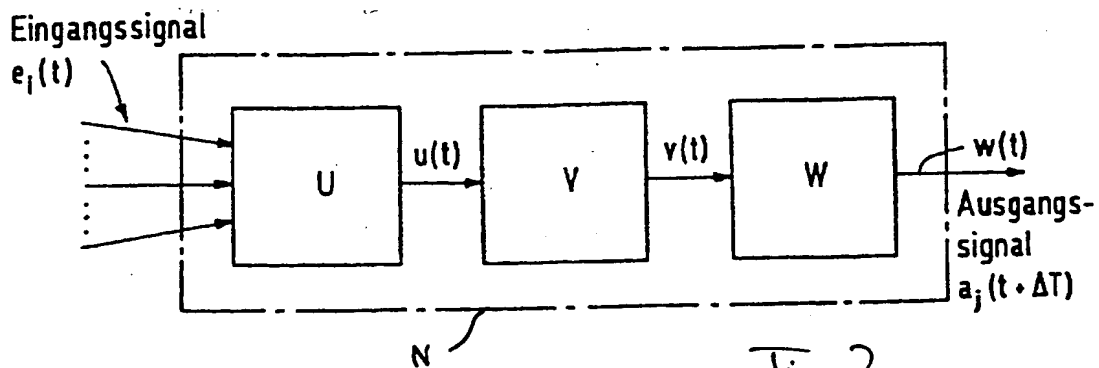 Eingangssignal
e_i(t)
U
u(t)
V
v(t)
W
w(t)
Ausgangs-
signal
a_j(t+ΔT)
N